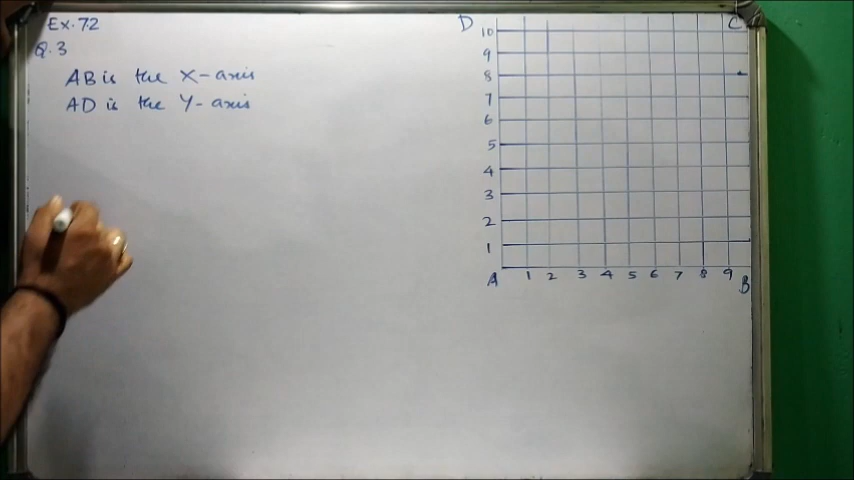 Ex.72
Q.3
AB is the X-axis
AD is the Y-axis
D C
10
9
8
7
6
5
4
3
2
1
A 1 2 3 4 5 6 7 8 9 B